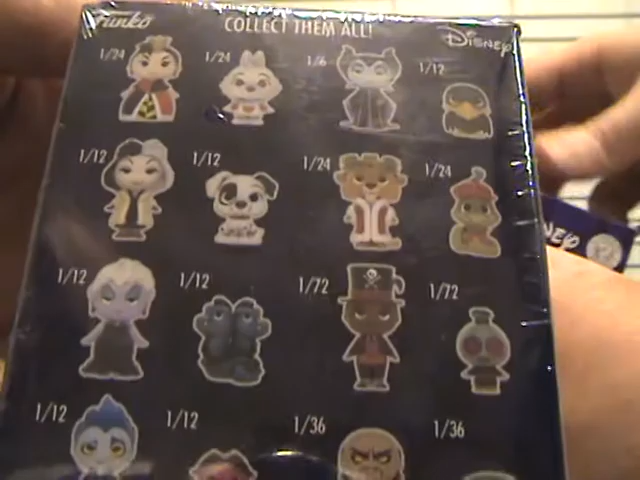 Funko COLLECT THEM ALL! Disney
1/24 1/24 1/6 1/12
1/12 1/12 1/24 1/24
1/12 1/12 1/72 1/72
1/12 1/12 1/36 1/36